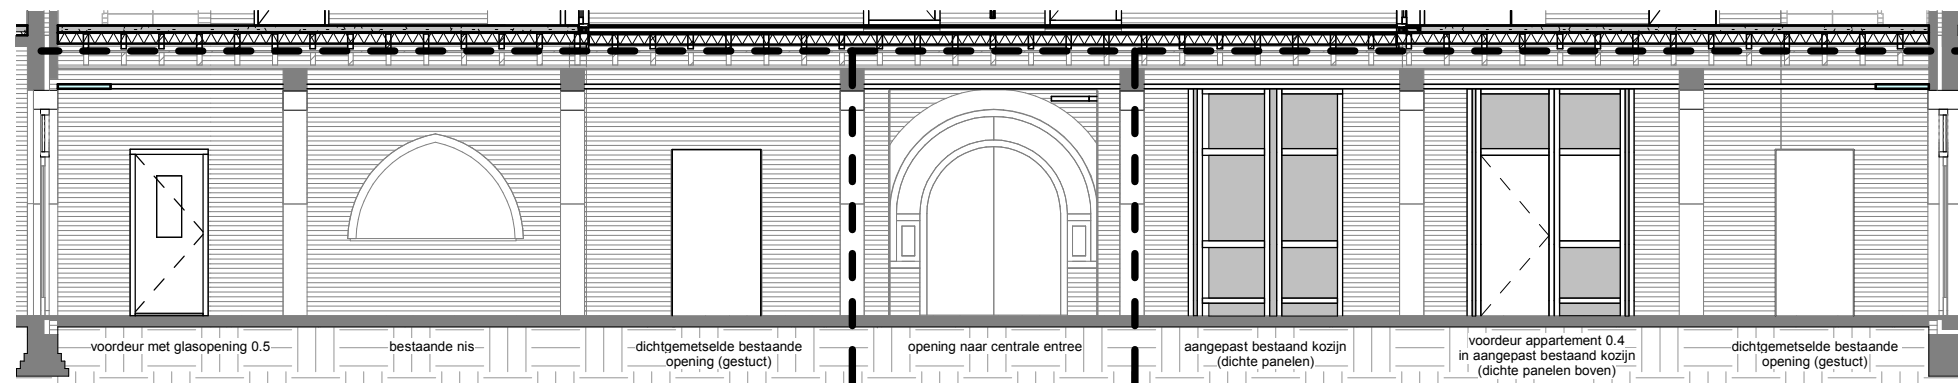 voordeur met glasopening 0.5
bestaande nis
dichtgemetselde bestaande
opening (gestuct)
opening naar centrale entree
aangepast bestaand kozijn
(dichte panelen)
voordeur appartement 0.4
in aangepast bestaand kozijn
(dichte panelen boven)
dichtgemetselde bestaande
opening (gestuct)